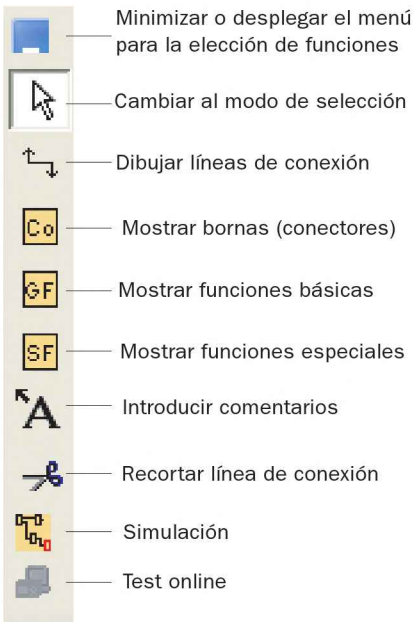 Minimizar o desplegar el menú
para la elección de funciones
Cambiar al modo de selección
Dibujar líneas de conexión
Co
Mostrar bornas (conectores)
GF
Mostrar funciones básicas
SF
Mostrar funciones especiales
A
Introducir comentarios
Recortar línea de conexión
Simulación
Test online